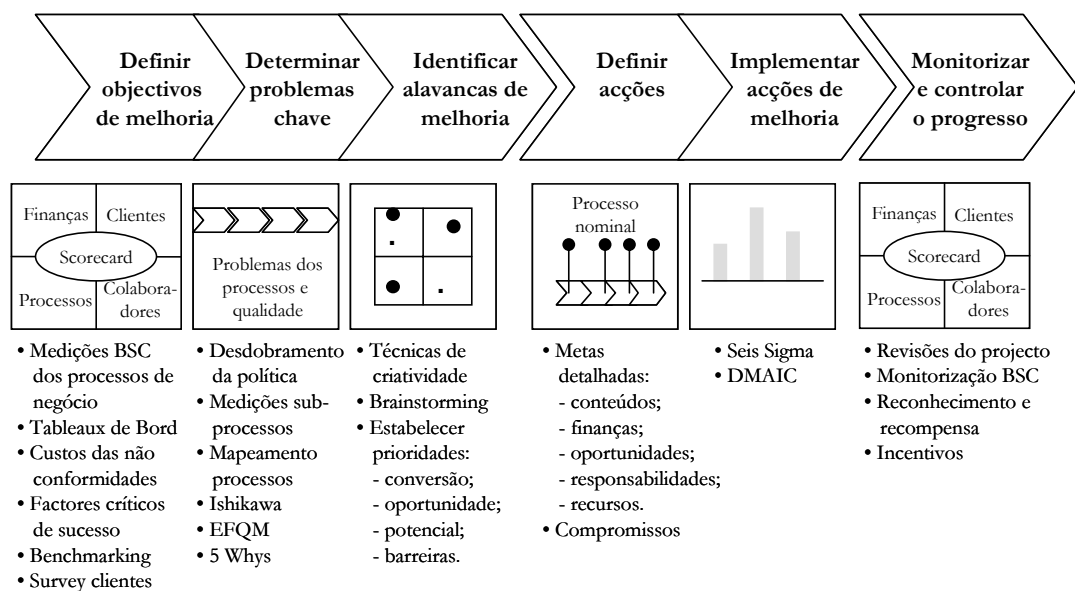 Definir
objectivos
de melhoria
Determinar
problemas
chave
Identificar
alavancas de
melhoria
Definir
acções
Implementar
acções de
melhoria
Monitorizar
e controlar
o progresso
Finanças
Clientes
Scorecard
Processos
Colabora-
dores
Problemas dos
processos e
qualidade
Processo
nominal
Finanças
Clientes
Scorecard
Processos
Colabora-
dores
• Medições BSC
dos processos de
negócio
• Tableaux de Bord
• Custos das não
conformidades
• Factores críticos
de sucesso
• Benchmarking
• Survey clientes
• Desdobramento
da política
• Medições sub-
processos
• Mapeamento
processos
• Ishikawa
• EFQM
• 5 Whys
• Técnicas de
criatividade
• Brainstorming
• Estabelecer
prioridades:
- conversão;
- oportunidade;
- potencial;
- barreiras.
• Metas
detalhadas:
- conteúdos;
- finanças;
- oportunidades;
- responsabilidades;
- recursos.
• Compromissos
• Seis Sigma
• DMAIC
• Revisões do projecto
• Monitorização BSC
• Reconhecimento e
recompensa
• Incentivos